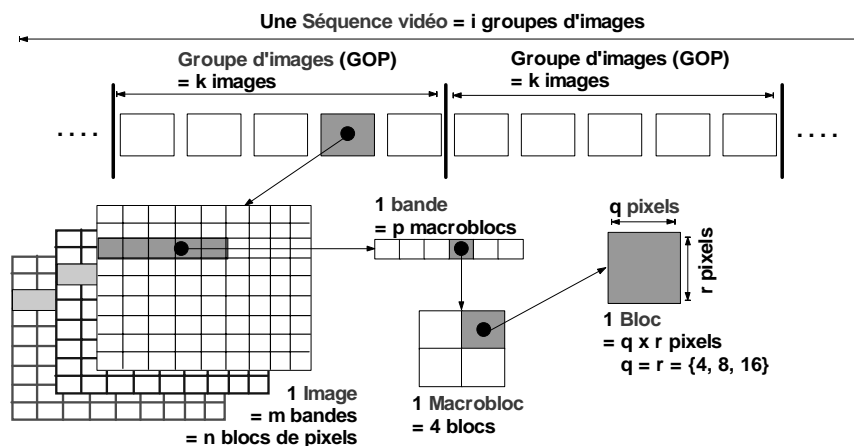 Une Séquence vidéo = i groupes d'images
Groupe d'images (GOP)
= k images
Groupe d'images (GOP)
= k images
. . . .
. . . .
1 bande
= p macroblocs
q pixels
r pixels
1 Bloc
= q x r pixels
q = r = {4, 8, 16}
1 Image
= m bandes
= n blocs de pixels
1 Macrobloc
= 4 blocs